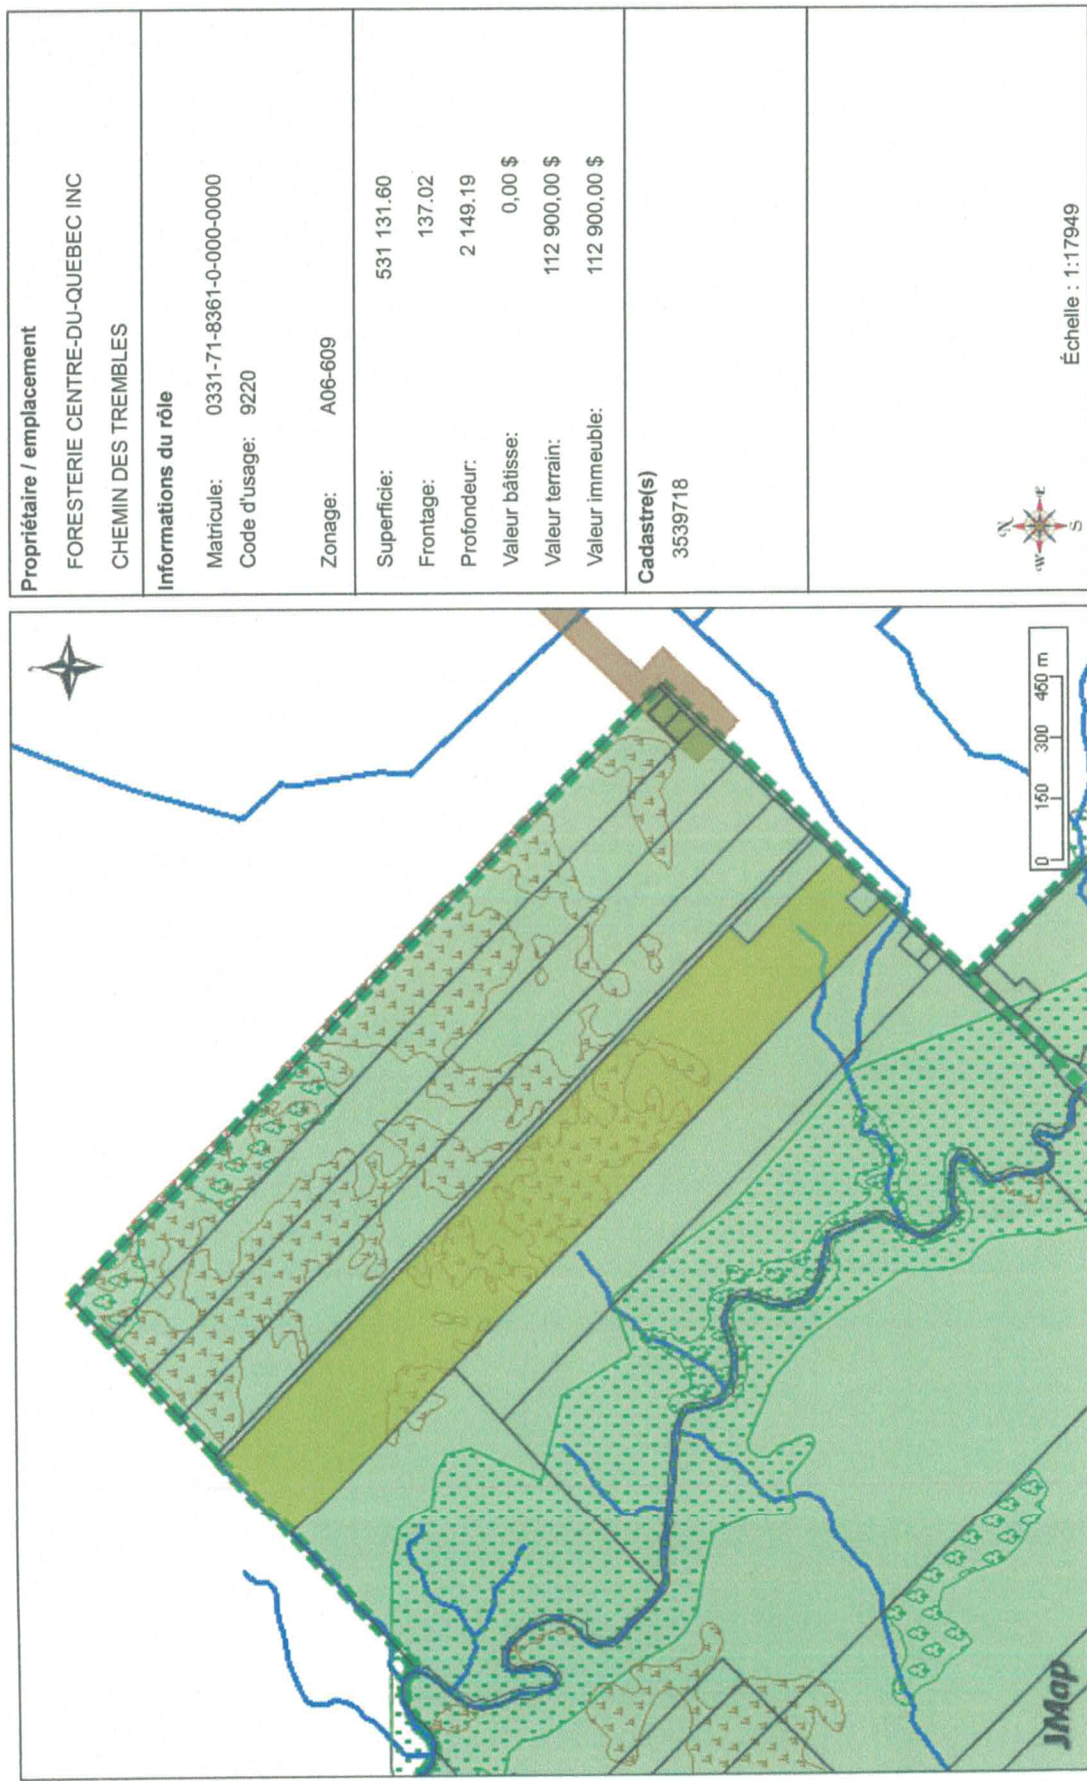 Propriétaire / emplacement
FORESTERIE CENTRE-DU-QUEBEC INC
CHEMIN DES TREMBLES
Informations du rôle
Matricule: 0331-71-8361-0-000-0000
Code d'usage: 9220
Zonage: A06-609
Superficie: 531 131.60
Frontage: 137.02
Profondeur: 2 149.19
Valeur bâtisse: 0,00 $
Valeur terrain: 112 900,00 $
Valeur immeuble: 112 900,00 $
Cadastre(s)
3539718
N
W E
S
Échelle : 1:17949
0 150 300 450 m
JMap